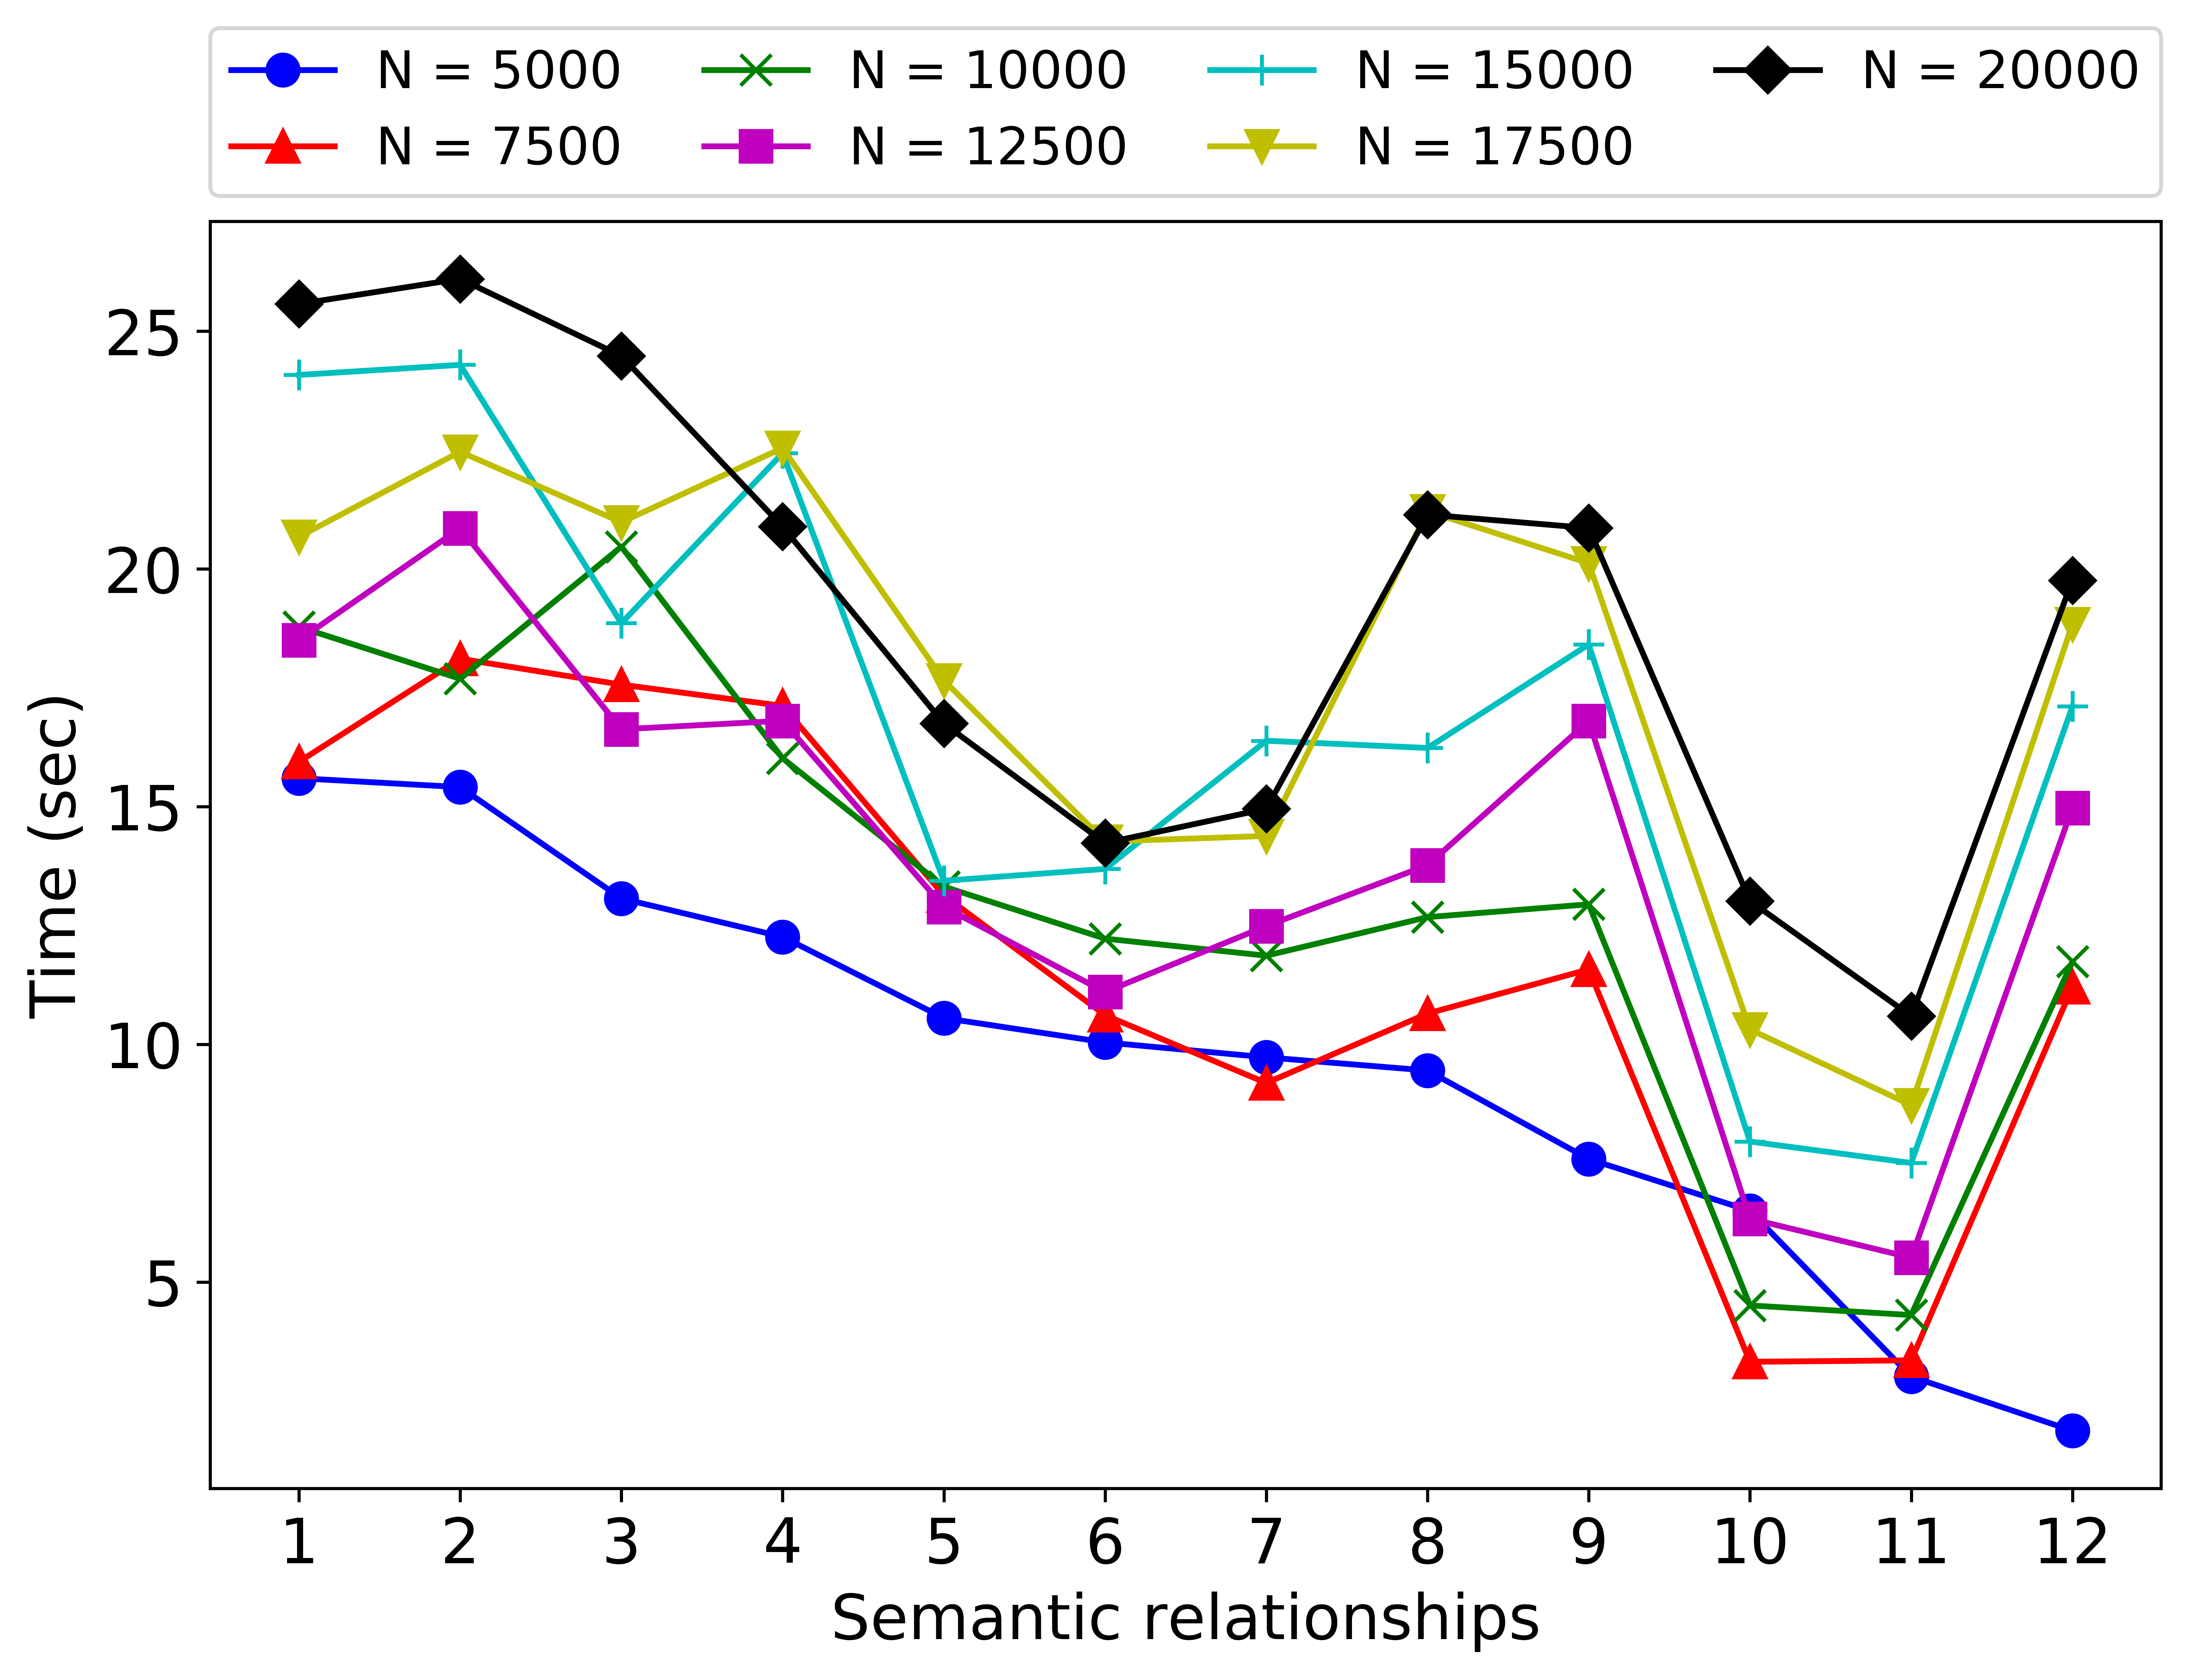 N = 5000
N = 10000
N = 15000
N = 20000
N = 7500
N = 12500
N = 17500
25
20
15
10
5
Time (sec)
1 2 3 4 5 6 7 8 9 10 11 12
Semantic relationships